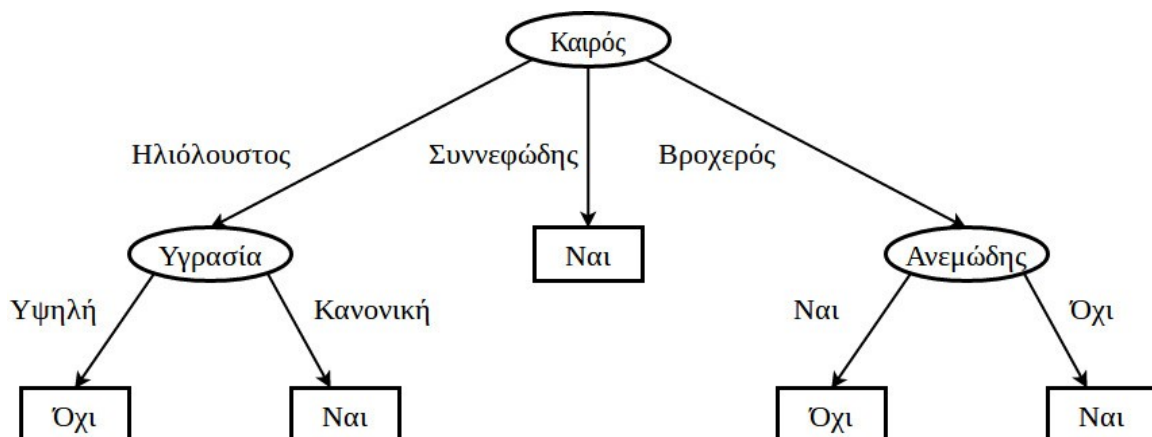 Καιρός
Ηλιόλουστος
Συννεφώδης
Βροχερός
Υγρασία
Ναι
Ανεμώδης
Υψηλή
Κανονική
Ναι
Όχι
Όχι
Ναι
Όχι
Ναι